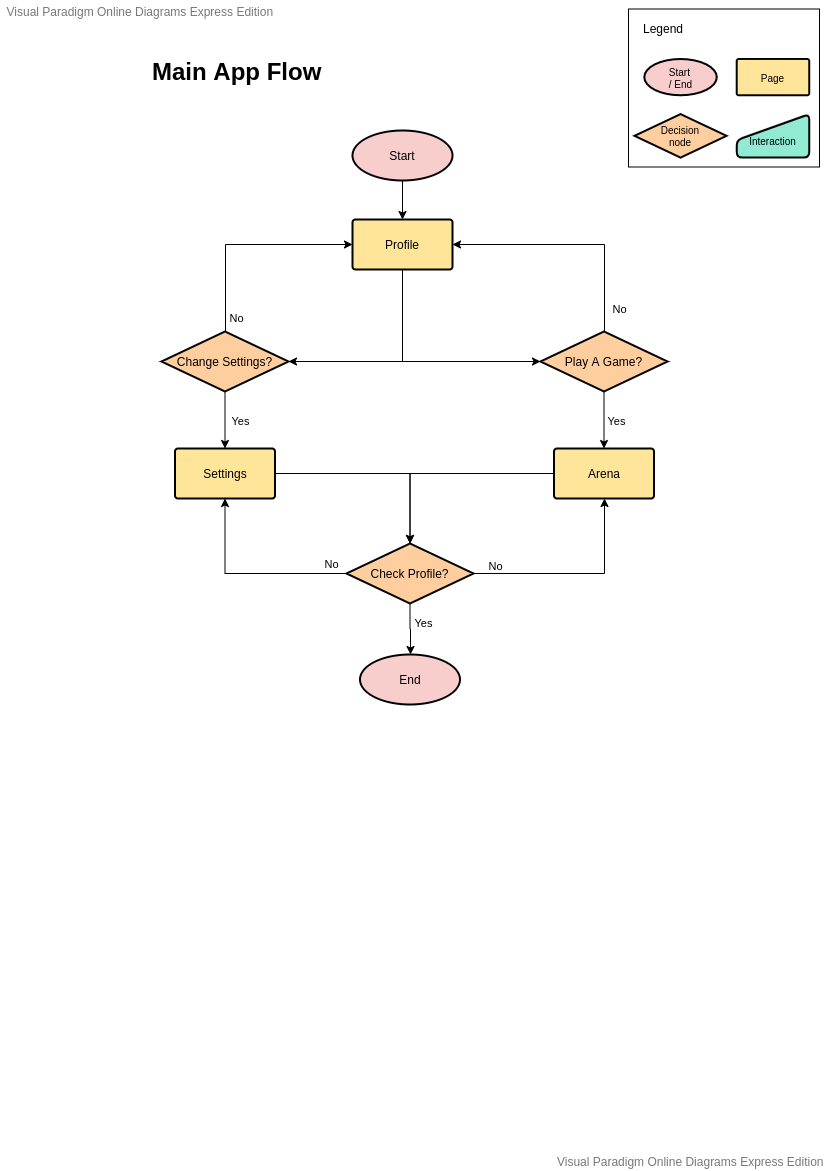 Visual Paradigm Online Diagrams Express Edition
Legend
Start
/ End
Page
Decision
node
Interaction
Main App Flow
Start
Profile
No
No
Change Settings?
Play A Game?
Yes
Yes
Settings
Arena
No
Check Profile?
No
Yes
End
Visual Paradigm Online Diagrams Express Edition